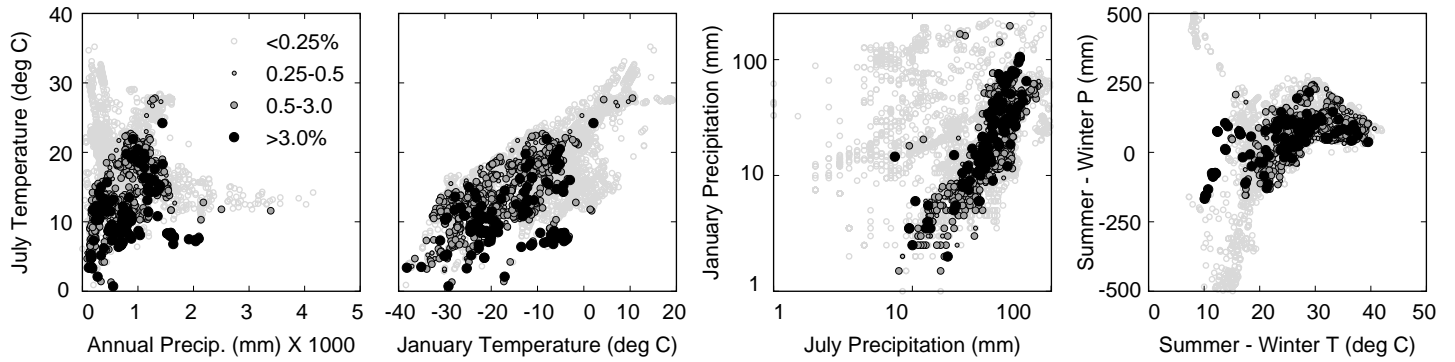 40
30
20
10
0
July Temperature (deg C)
<0.25%
0.25-0.5
0.5-3.0
>3.0%
0 1 2 3 4 5
Annual Precip. (mm) X 1000
-40 -30 -20 -10 0 10 20
January Temperature (deg C)
100
10
1
January Precipitation (mm)
1 10 100
July Precipitation (mm)
500
250
0
-250
-500
Summer - Winter P (mm)
0 10 20 30 40 50
Summer - Winter T (deg C)